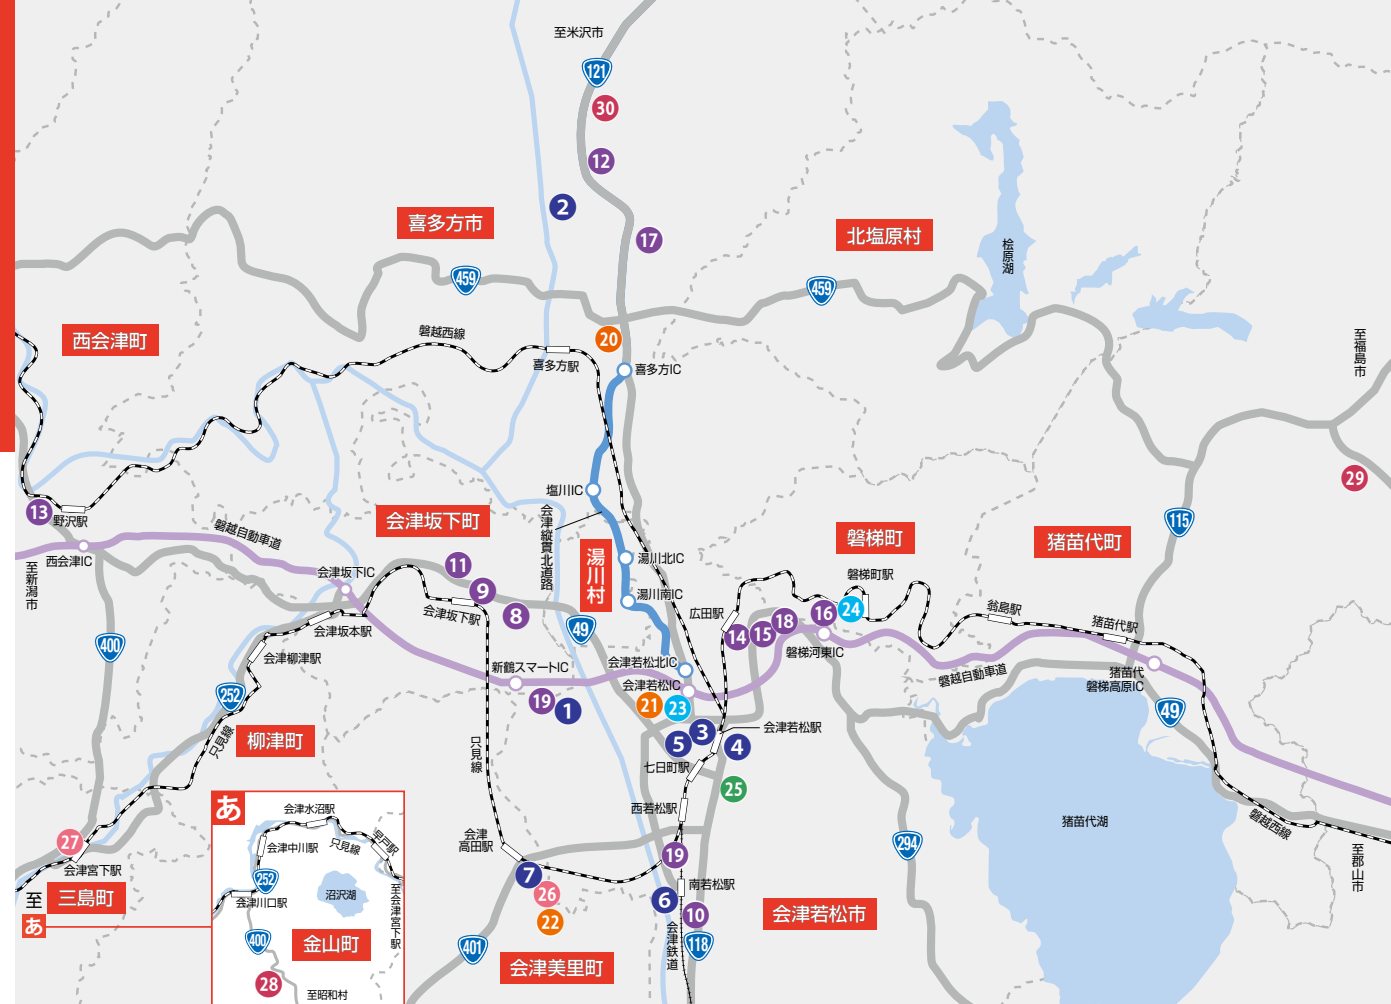 至米沢市
121
30
12
2
17
喜多方市
北塩原村
桧原湖
459
459
西会津町
磐越西線
20
喜多方駅
喜多方IC
至福島市
29
塩川IC
13
野沢駅
磐越自動車道
会津坂下町
会津縦貫北道路
磐梯町
猪苗代町
115
西会津IC
至新潟市
会津坂下IC
11
9
8
会津坂下駅
湯川村
湯川北IC
湯川南IC
磐梯町駅
広田駅
14
15
18
16
24
翁島駅
猪苗代駅
49
会津坂本駅
400
会津柳津駅
252
新鶴スマートIC
会津若松北IC
会津若松IC
磐梯河東IC
磐越自動車道
猪苗代
磐梯高原IC
49
19
1
21
23
只見線
柳津町
只見線
3
5
4
会津若松駅
七日町駅
25
あ
会津水沼駅
会津中川駅
只見線
早戸駅
252
会津川口駅
沼沢湖
至会津宮下駅
400
金山町
28
至昭和村
西若松駅
会津
高田駅
猪苗代湖
磐越西線
294
至郡山市
27
会津宮下駅
至
あ
三島町
19
7
26
22
6
南若松駅
10
会津鉄道
118
会津若松市
401
会津美里町